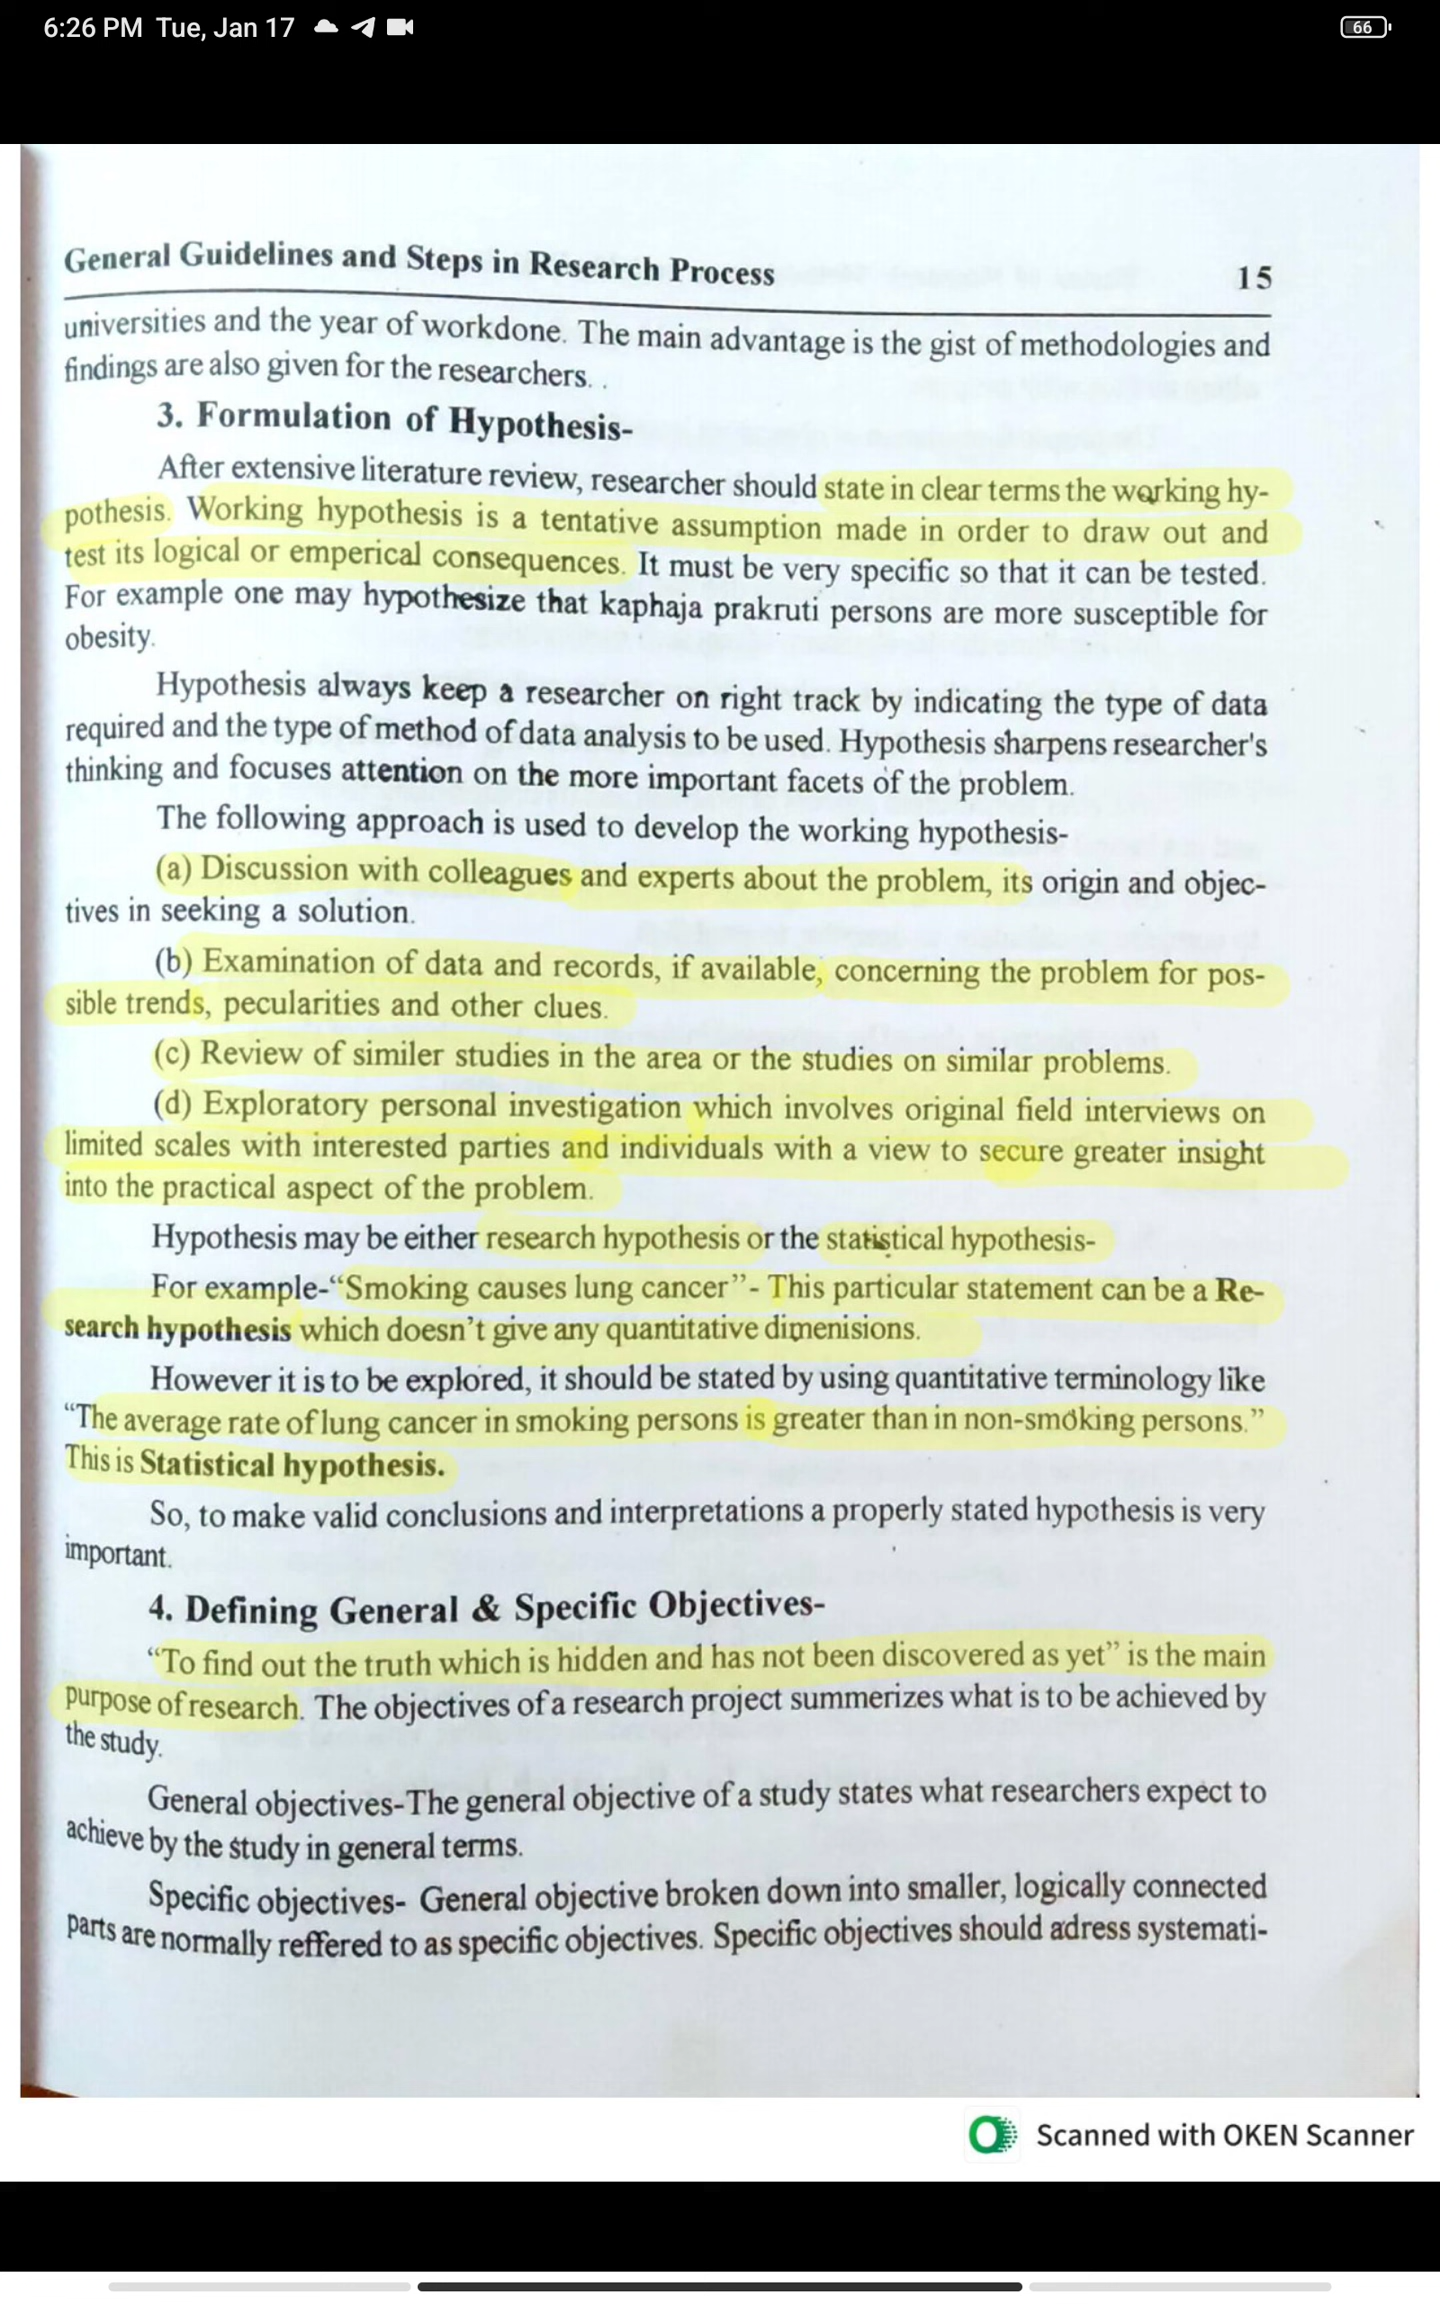 6:26 PM Tue, Jan 17
66
General Guidelines and Steps in Research Process 15
universities and the year of workdone. The main advantage is the gist of methodologies and
findings are also given for the researchers. .
3. Formulation of Hypothesis-
After extensive literature review, researcher should state in clear terms the working hy-
pothesis. Working hypothesis is a tentative assumption made in order to draw out and
test its logical or emperical consequences. It must be very specific so that it can be tested.
For example one may hypothesize that kaphaja prakruti persons are more susceptible for
obesity.
Hypothesis always keep a researcher on right track by indicating the type of data
required and the type of method of data analysis to be used. Hypothesis sharpens researcher's
thinking and focuses attention on the more important facets of the problem.
The following approach is used to develop the working hypothesis-
(a) Discussion with colleagues and experts about the problem, its origin and objec-
tives in seeking a solution.
(b) Examination of data and records, if available, concerning the problem for pos-
sible trends, pecularities and other clues.
(c) Review of similer studies in the area or the studies on similar problems.
(d) Exploratory personal investigation which involves original field interviews on
limited scales with interested parties and individuals with a view to secure greater insight
into the practical aspect of the problem.
Hypothesis may be either research hypothesis or the statistical hypothesis-
For example-“Smoking causes lung cancer”- This particular statement can be a Re-
search hypothesis which doesn’t give any quantitative dimenisions.
However it is to be explored, it should be stated by using quantitative terminology like
“The average rate of lung cancer in smoking persons is greater than in non-smoking persons.”
This is Statistical hypothesis.
So, to make valid conclusions and interpretations a properly stated hypothesis is very
important.
4. Defining General & Specific Objectives-
“To find out the truth which is hidden and has not been discovered as yet” is the main
purpose of research. The objectives of a research project summerizes what is to be achieved by
the study.
General objectives-The general objective of a study states what researchers expect to
achieve by the study in general terms.
Specific objectives- General objective broken down into smaller, logically connected
parts are normally reffered to as specific objectives. Specific objectives should adress systemati-
Scanned with OKEN Scanner